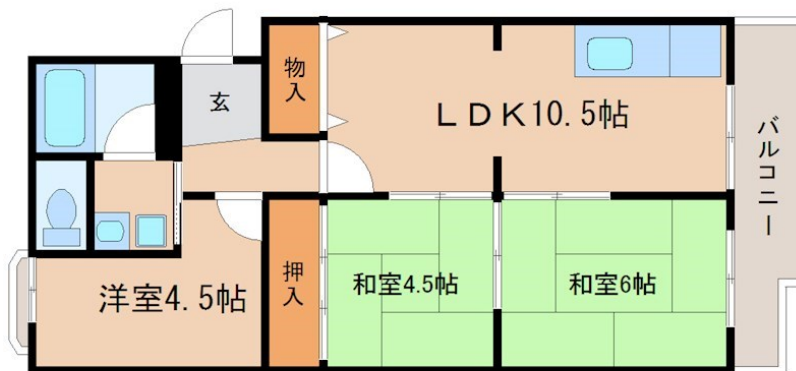 物入
玄
LDK10.5帖
バルコニー
洋室4.5帖
押入
和室4.5帖
和室6帖